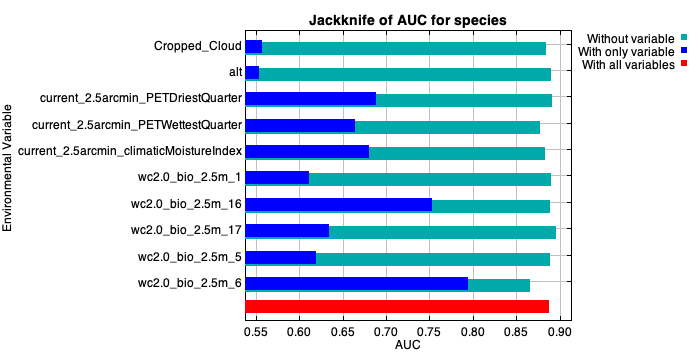 Jackknife of AUC for species
Without variable
With only variable
With all variables
Environmental Variable
Cropped_Cloud
alt
current_2.5arcmin_PETDriestQuarter
current_2.5arcmin_PETWettestQuarter
current_2.5arcmin_climaticMoistureIndex
wc2.0_bio_2.5m_1
wc2.0_bio_2.5m_16
wc2.0_bio_2.5m_17
wc2.0_bio_2.5m_5
wc2.0_bio_2.5m_6
0.55 0.60 0.65 0.70 0.75 0.80 0.85 0.90
AUC